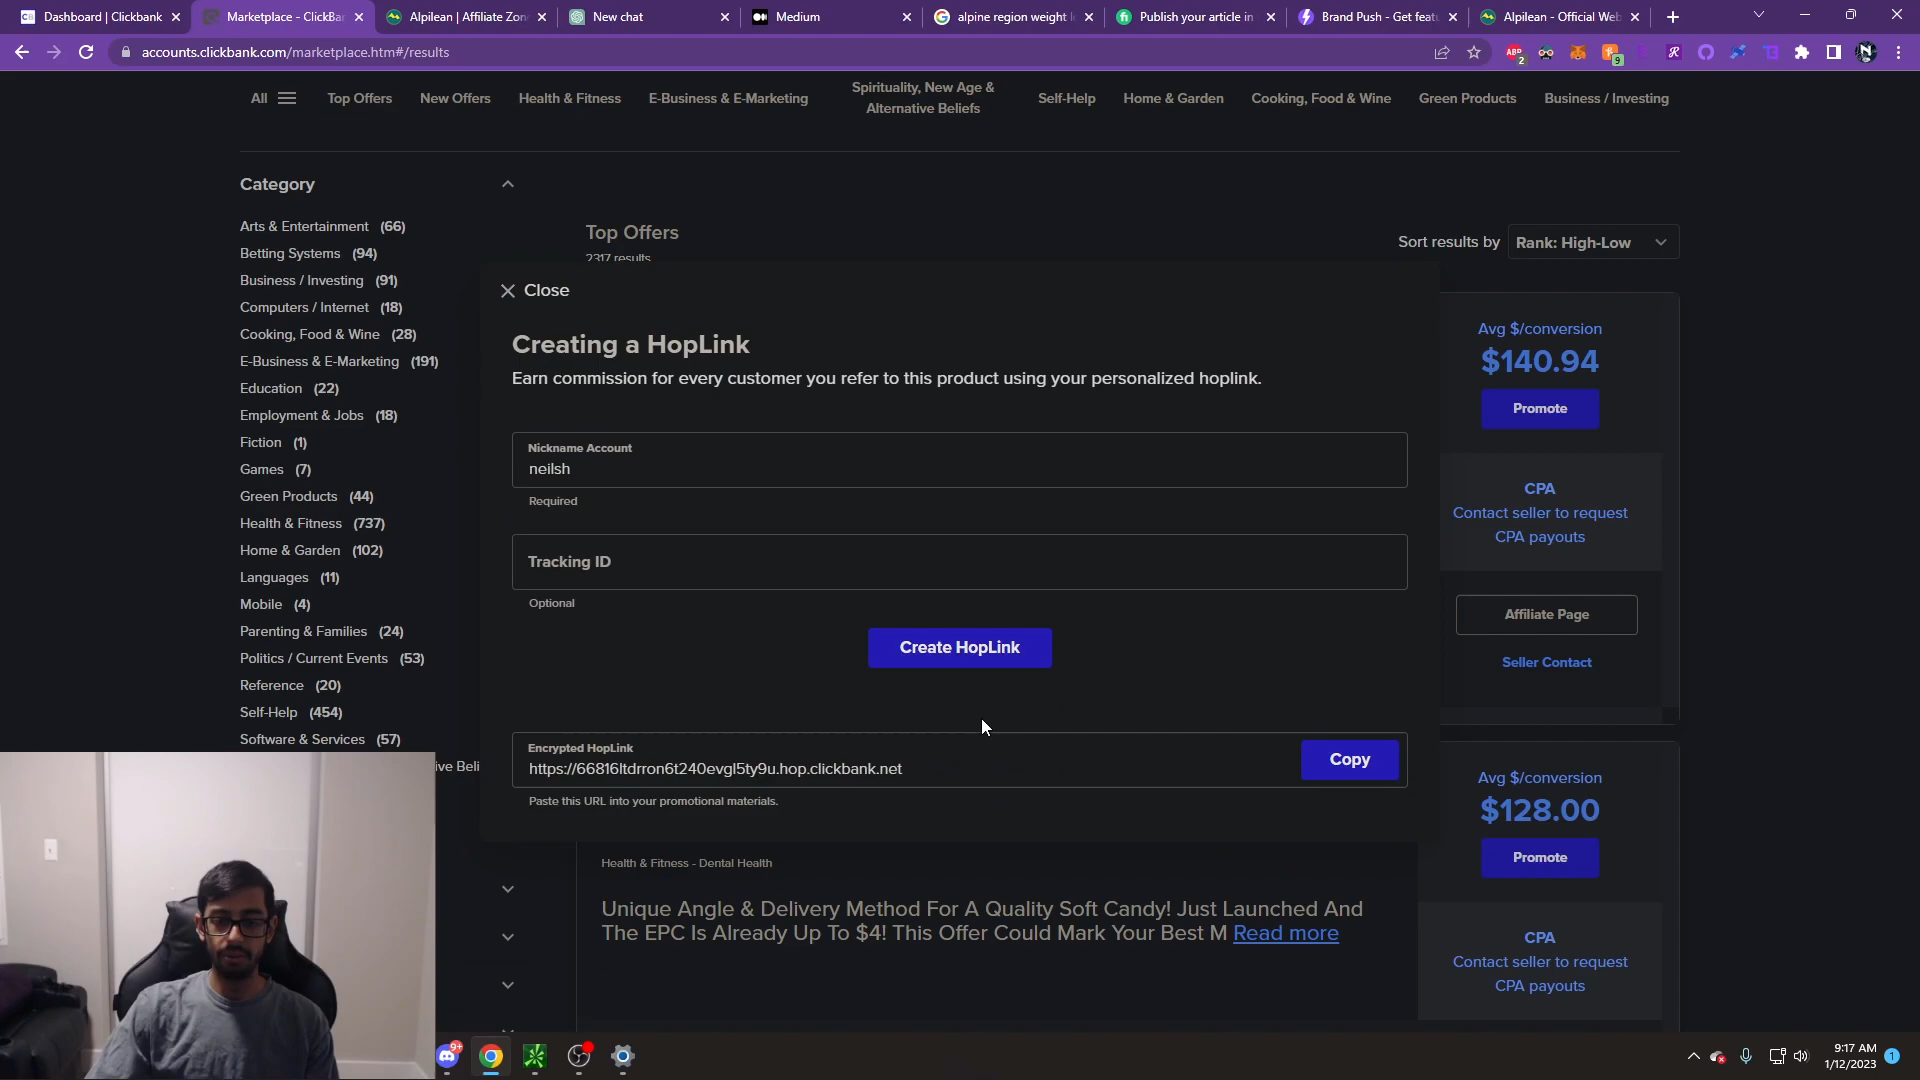 Dashboard | Clickbank
Marketplace - ClickBa
Alpilean | Affiliate Zon
New chat
Medium
alpine region weight l
Publish your article in
Brand Push - Get featu
Alpilean - Official Web
accounts.clickbank.com/marketplace.htm#/results
ABP
2
9
All
Top Offers
New Offers
Health & Fitness
E-Business & E-Marketing
Spirituality, New Age &
Alternative Beliefs
Self-Help
Home & Garden
Cooking, Food & Wine
Green Products
Business / Investing
Category
Arts & Entertainment (66)
Betting Systems (94)
Business / Investing (91)
Computers / Internet (18)
Cooking, Food & Wine (28)
E-Business & E-Marketing (191)
Education (22)
Employment & Jobs (18)
Fiction (1)
Games (7)
Green Products (44)
Health & Fitness (737)
Home & Garden (102)
Languages (11)
Mobile (4)
Parenting & Families (24)
Politics / Current Events (53)
Reference (20)
Self-Help (454)
Software & Services (57)
ive Beli
Top Offers
2317 results
Sort results by
Rank: High-Low
Close
Creating a HopLink
Earn commission for every customer you refer to this product using your personalized hoplink.
Nickname Account
neilsh
Required
Tracking ID
Optional
Create HopLink
Encrypted HopLink
https://66816ltdrron6t240evgl5ty9u.hop.clickbank.net
Copy
Paste this URL into your promotional materials.
Avg $/conversion
$140.94
Promote
CPA
Contact seller to request
CPA payouts
Affiliate Page
Seller Contact
Health & Fitness - Dental Health
Unique Angle & Delivery Method For A Quality Soft Candy! Just Launched And
The EPC Is Already Up To $4! This Offer Could Mark Your Best M Read more
Avg $/conversion
$128.00
Promote
CPA
Contact seller to request
CPA payouts
9+
9:17 AM
1/12/2023
1